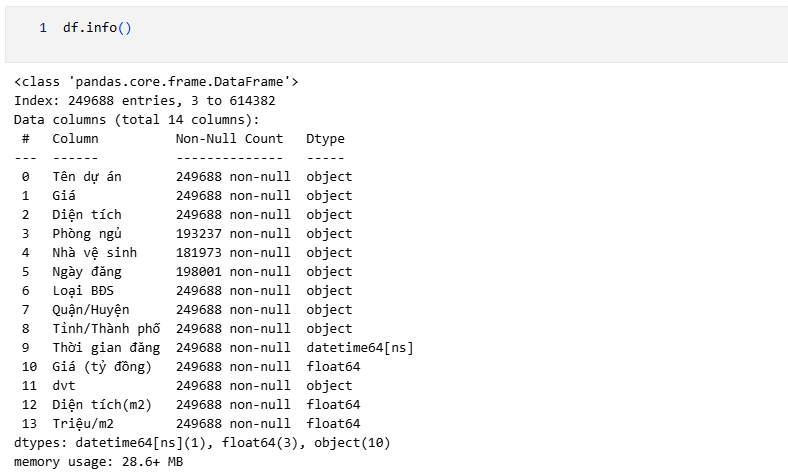 1 df.info()
<class 'pandas.core.frame.DataFrame'>
Index: 249688 entries, 3 to 614382
Data columns (total 14 columns):
 #   Column          Non-Null Count   Dtype
---  ------          --------------   -----
 0   Tên dự án       249688 non-null  object
 1   Giá             249688 non-null  object
 2   Diện tích       249688 non-null  object
 3   Phòng ngủ       193237 non-null  object
 4   Nhà vệ sinh     181973 non-null  object
 5   Ngày đăng       198001 non-null  object
 6   Loại BĐS        249688 non-null  object
 7   Quận/Huyện      249688 non-null  object
 8   Tỉnh/Thành phố  249688 non-null  object
 9   Thời gian đăng  249688 non-null  datetime64[ns]
 10  Giá (tỷ đồng)   249688 non-null  float64
 11  dvt             249688 non-null  object
 12  Diện tích(m2)   249688 non-null  float64
 13  Triệu/m2        249688 non-null  float64
dtypes: datetime64[ns](1), float64(3), object(10)
memory usage: 28.6+ MB